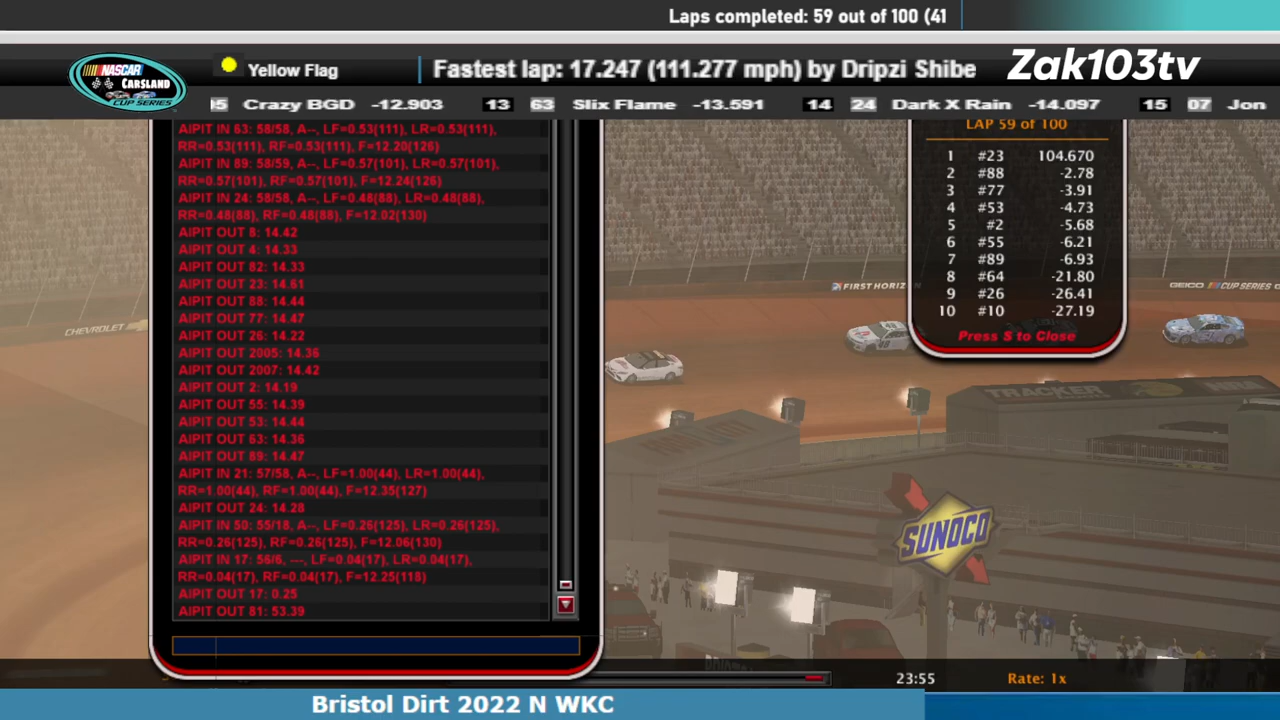 Laps completed: 59 out of 100 (41
NASCAR
CARSLAND
CUP SERIES
Yellow Flag
Fastest lap: 17.247 (111.277 mph) by Dripzi Shibe
Zak103tv
Crazy BGD -12.903 13 63 Slix Flame -13.591 14 24 Dark X Rain -14.097 15 07 Jon
AIPIT IN 63: 58/58, A--, LF=0.53(111), LR=0.53(111),
RR=0.53(111), RF=0.53(111), F=12.20(126)
AIPIT IN 89: 58/59, A--, LF=0.57(101), LR=0.57(101),
RR=0.57(101), RF=0.57(101), F=12.24(126)
AIPIT IN 24: 58/58, A--, LF=0.48(88), LR=0.48(88),
RR=0.48(88), RF=0.48(88), F=12.02(130)
AIPIT OUT 8: 14.42
AIPIT OUT 4: 14.33
AIPIT OUT 82: 14.33
AIPIT OUT 23: 14.61
AIPIT OUT 88: 14.44
AIPIT OUT 77: 14.47
AIPIT OUT 26: 14.22
AIPIT OUT 2005: 14.36
AIPIT OUT 2007: 14.42
AIPIT OUT 2: 14.19
AIPIT OUT 55: 14.39
AIPIT OUT 53: 14.44
AIPIT OUT 63: 14.36
AIPIT OUT 89: 14.47
AIPIT IN 21: 57/58, A--, LF=1.00(44), LR=1.00(44),
RR=1.00(44), RF=1.00(44), F=12.35(127)
AIPIT OUT 24: 14.28
AIPIT IN 50: 55/18, A--, LF=0.26(125), LR=0.26(125),
RR=0.26(125), RF=0.26(125), F=12.06(130)
AIPIT IN 17: 56/6, ---, LF=0.04(17), LR=0.04(17),
RR=0.04(17), RF=0.04(17), F=12.25(118)
AIPIT OUT 17: 0.25
AIPIT OUT 81: 53.39
LAP 59 of 100
1 #23 104.670
2 #88 -2.78
3 #77 -3.91
4 #53 -4.73
5 #2 -5.68
6 #55 -6.21
7 #89 -6.93
8 #64 -21.80
9 #26 -26.41
10 #10 -27.19
Press S to Close
CHEVROLET
FIRST HORIZ
GEICO
CUP SERIES
TRACKER
SUNOCO
23:55
Rate: 1x
Bristol Dirt 2022 N WKC